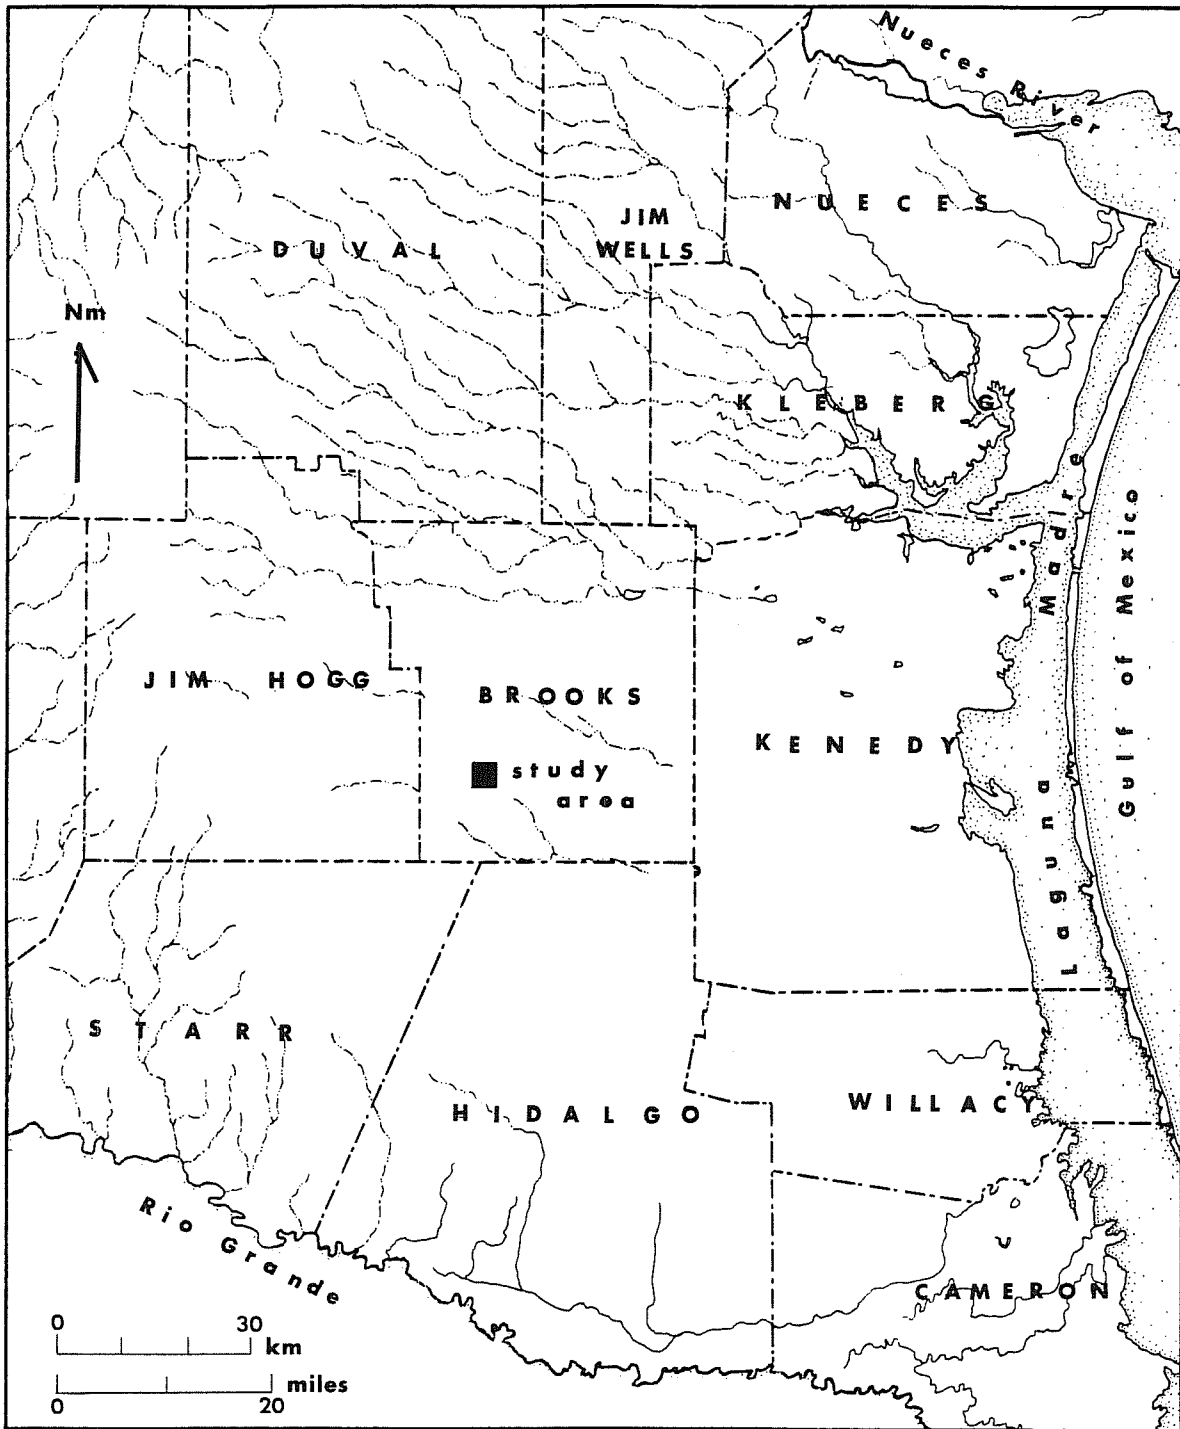 Nueces River
NUECES
JIM
WELLS
DUVAL
Nm
KLEBERG
Laguna Madre
Gulf of Mexico
JIM HOGG
BROOKS
KENEDY
study
area
STARR
HIDALGO
WILLACY
Rio Grande
CAMERON
0 30
km
miles
0 20